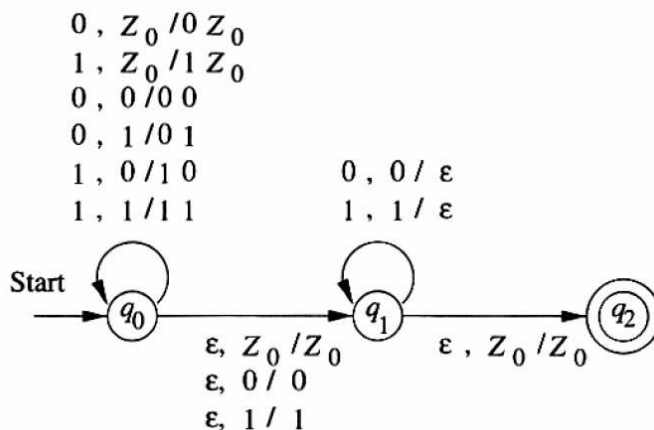 0 , Z0 /0 Z0
1 , Z0 /1 Z0
0 , 0/0 0
0 , 1/0 1
1 , 0/1 0
1 , 1/1 1
0 , 0/ ε
1 , 1/ ε
Start
q0
q1
q2
ε, Z0 /Z0
ε, 0 / 0
ε, 1 / 1
ε , Z0 /Z0